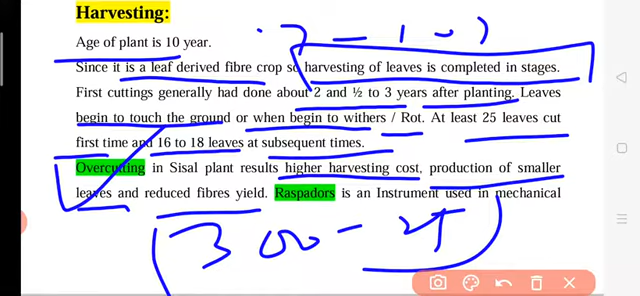 Harvesting:
Age of plant is 10 year.
Since it is a leaf derived fibre crop so harvesting of leaves is completed in stages.
First cuttings generally had done about 2 and ½ to 3 years after planting. Leaves
begin to touch the ground or when begin to withers / Rot. At least 25 leaves cut
first time and 16 to 18 leaves at subsequent times.
Overcutting in Sisal plant results higher harvesting cost, production of smaller
leaves and reduced fibres yield. Raspadors is an Instrument used in mechanical